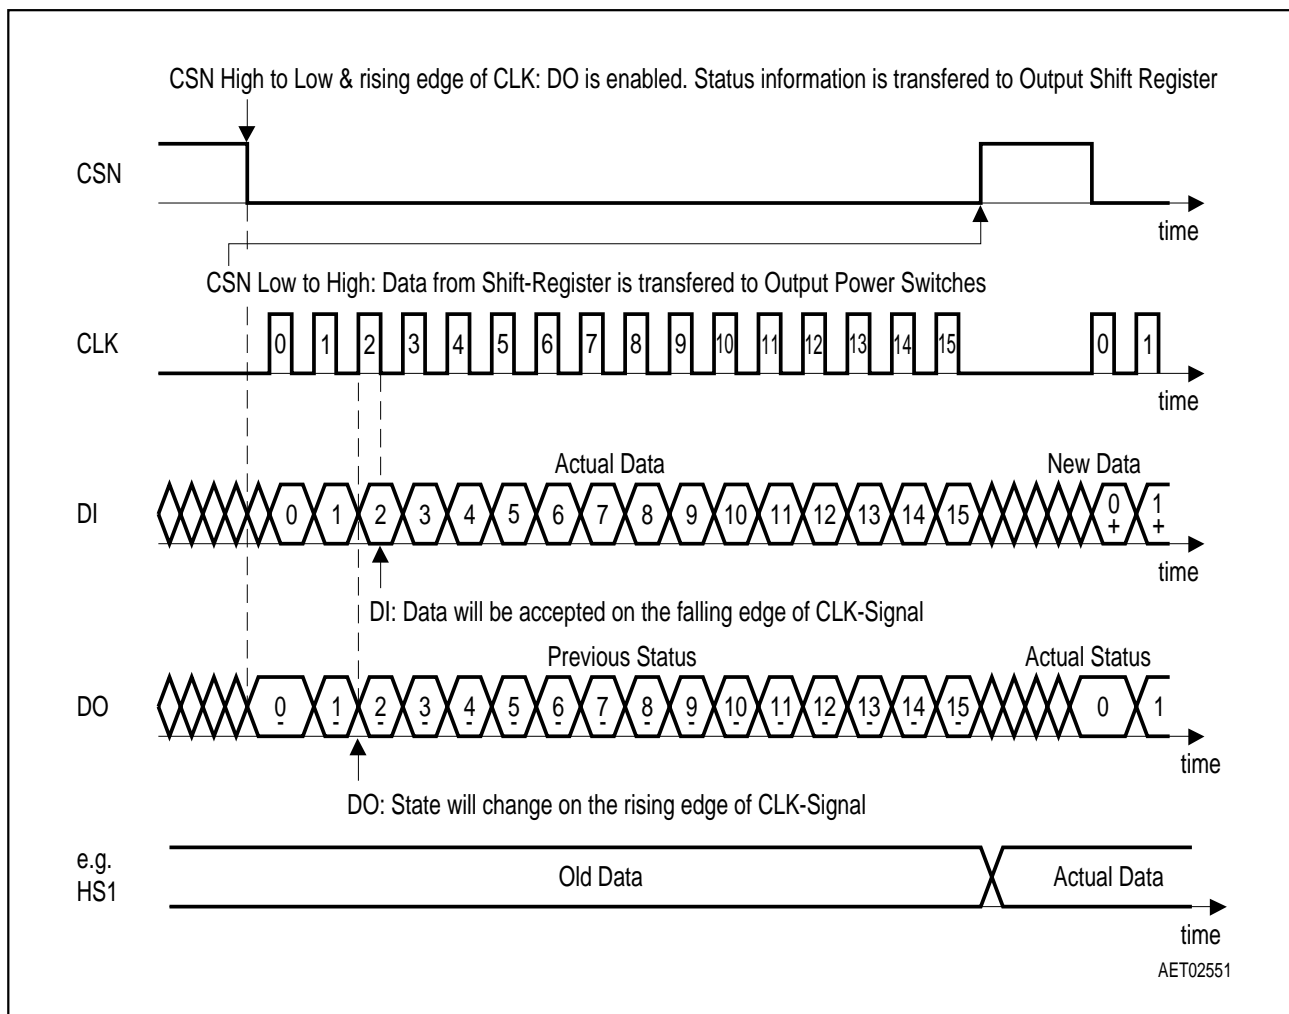 CSN High to Low & rising edge of CLK: DO is enabled. Status information is transfered to Output Shift Register
CSN
time
CSN Low to High: Data from Shift-Register is transfered to Output Power Switches
CLK
0 1 2 3 4 5 6 7 8 9 10 11 12 13 14 15 0 1
time
Actual Data New Data
DI
0 1 2 3 4 5 6 7 8 9 10 11 12 13 14 15 0+ 1+
time
DI: Data will be accepted on the falling edge of CLK-Signal
Previous Status Actual Status
DO
0- 1- 2- 3- 4- 5- 6- 7- 8- 9- 10- 11- 12- 13- 14- 15- 0 1
time
DO: State will change on the rising edge of CLK-Signal
e.g.
HS1
Old Data Actual Data
time
AET02551